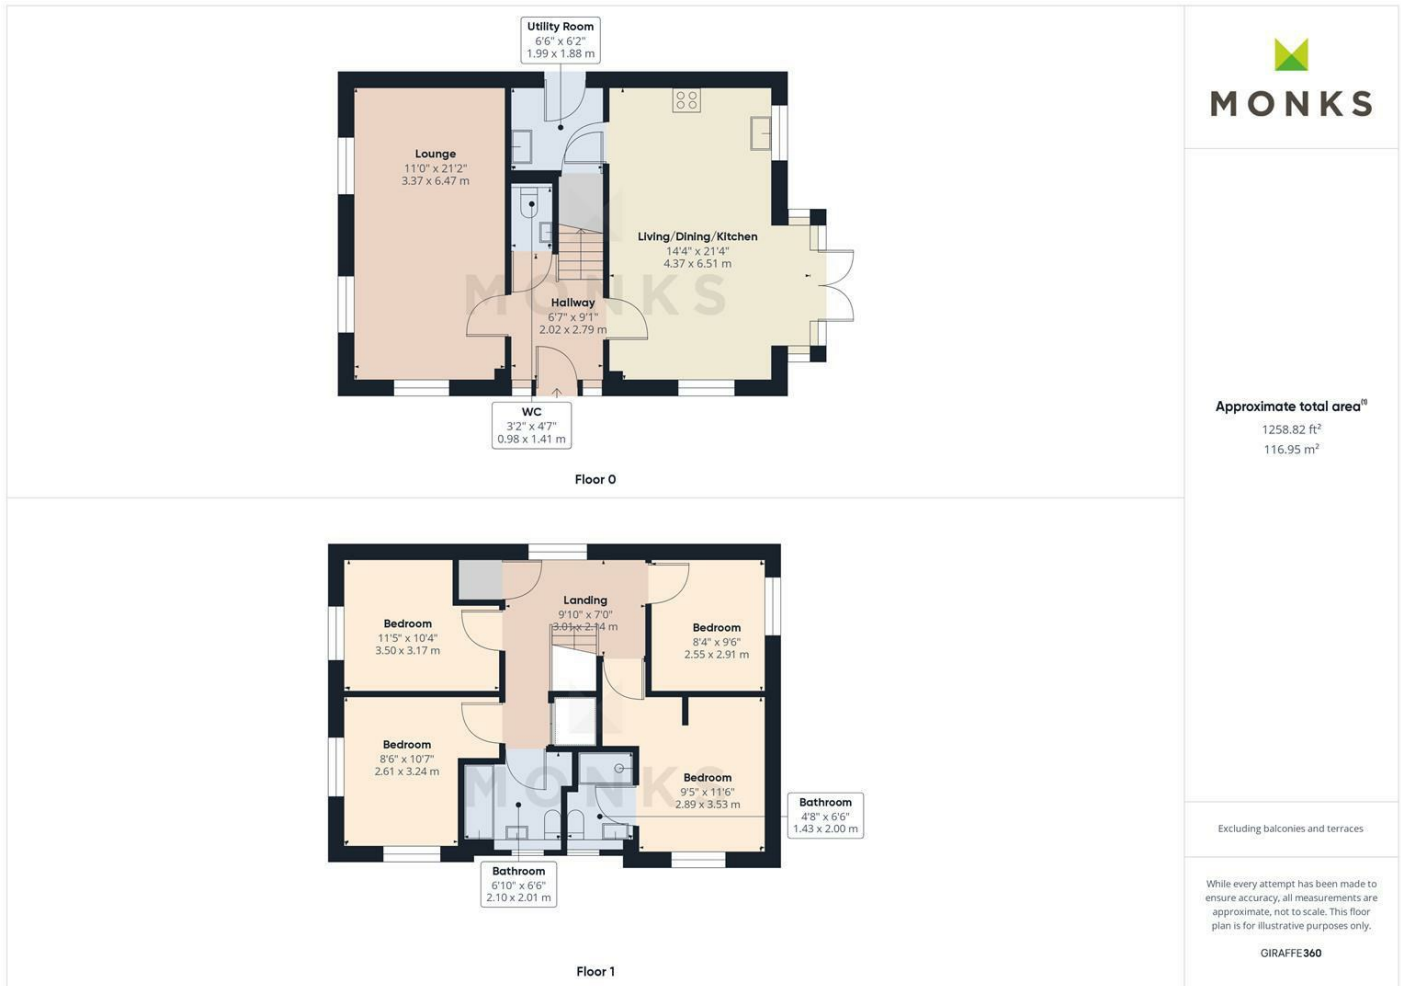 Utility Room
6'6" x 6'2"
1.99 x 1.88 m
Lounge
11'0" x 21'2"
3.37 x 6.47 m
Living/Dining/Kitchen
14'4" x 21'4"
4.37 x 6.51 m
Hallway
6'7" x 9'1"
2.02 x 2.79 m
MONKS
WC
3'2" x 4'7"
0.98 x 1.41 m
Floor 0
Landing
9'10" x 7'0"
3.01 x 2.14 m
Bedroom
11'5" x 10'4"
3.50 x 3.17 m
Bedroom
8'4" x 9'6"
2.55 x 2.91 m
Bedroom
8'6" x 10'7"
2.61 x 3.24 m
Bedroom
9'5" x 11'6"
2.89 x 3.53 m
MONKS
Bathroom
4'8" x 6'6"
1.43 x 2.00 m
Bathroom
6'10" x 6'6"
2.10 x 2.01 m
Floor 1
MONKS
Approximate total area⁽¹⁾
1258.82 ft²
116.95 m²
Excluding balconies and terraces
While every attempt has been made to
ensure accuracy, all measurements are
approximate, not to scale. This floor
plan is for illustrative purposes only.
GIRAFFE360